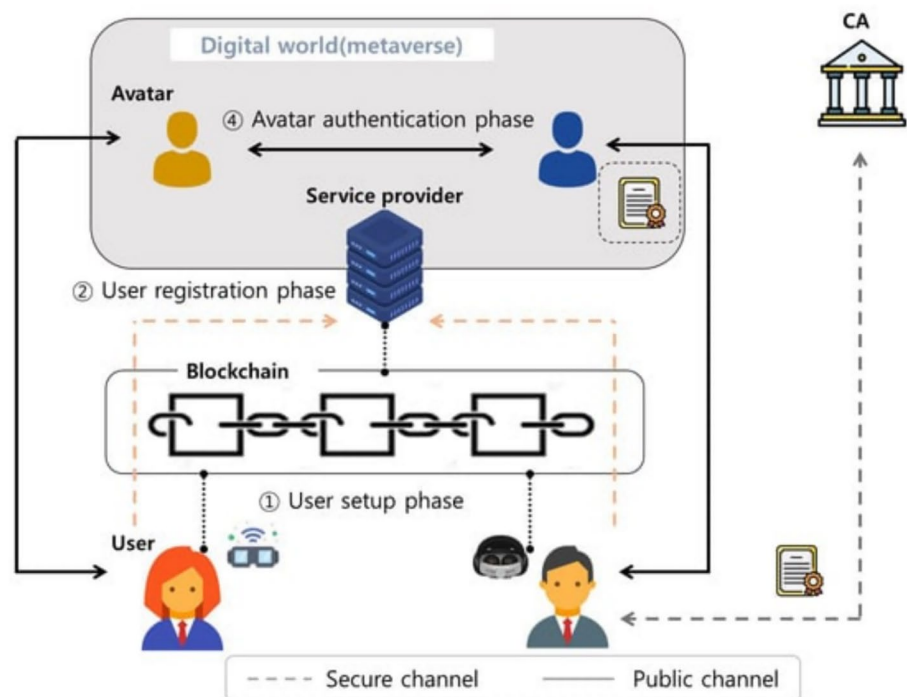 CA
Digital world(metaverse)
Avatar
④ Avatar authentication phase
Service provider
② User registration phase
Blockchain
① User setup phase
User
Secure channel
Public channel